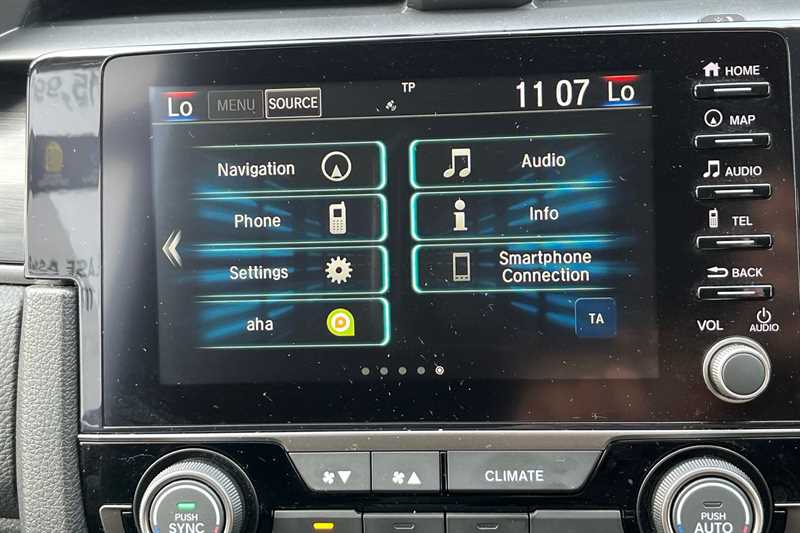 TP
Lo MENU SOURCE 11 07 Lo
HOME
MAP
AUDIO
TEL
BACK
VOL AUDIO
Navigation
Phone
Settings
aha
Audio
Info
Smartphone
Connection
TA
CLIMATE
PUSH
SYNC
PUSH
AUTO